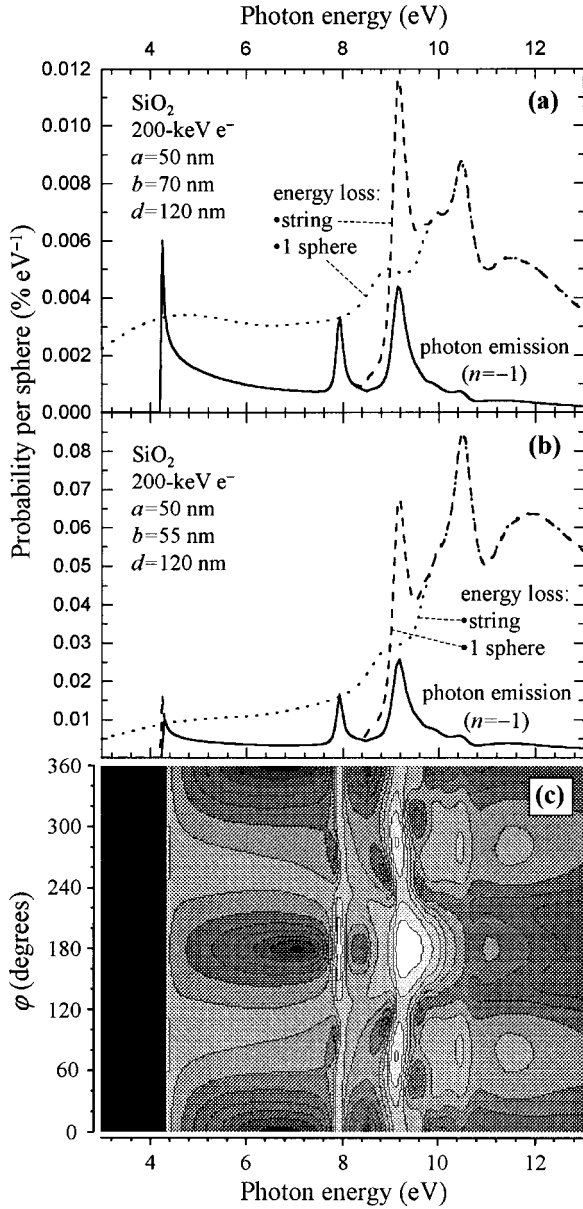 Photon energy (eV)
4 6 8 10 12
Probability per sphere (% eV⁻¹)
0.012
0.010
0.008
0.006
0.004
0.002
0.000
(a)
SiO₂
200-keV e⁻
a=50 nm
b=70 nm
d=120 nm
energy loss:
•string
•1 sphere
photon emission
(n=−1)
0.08
0.07
0.06
0.05
0.04
0.03
0.02
0.01
(b)
SiO₂
200-keV e⁻
a=50 nm
b=55 nm
d=120 nm
energy loss:
•string
•1 sphere
photon emission
(n=−1)
(c)
φ (degrees)
360
300
240
180
120
60
0
4 6 8 10 12
Photon energy (eV)